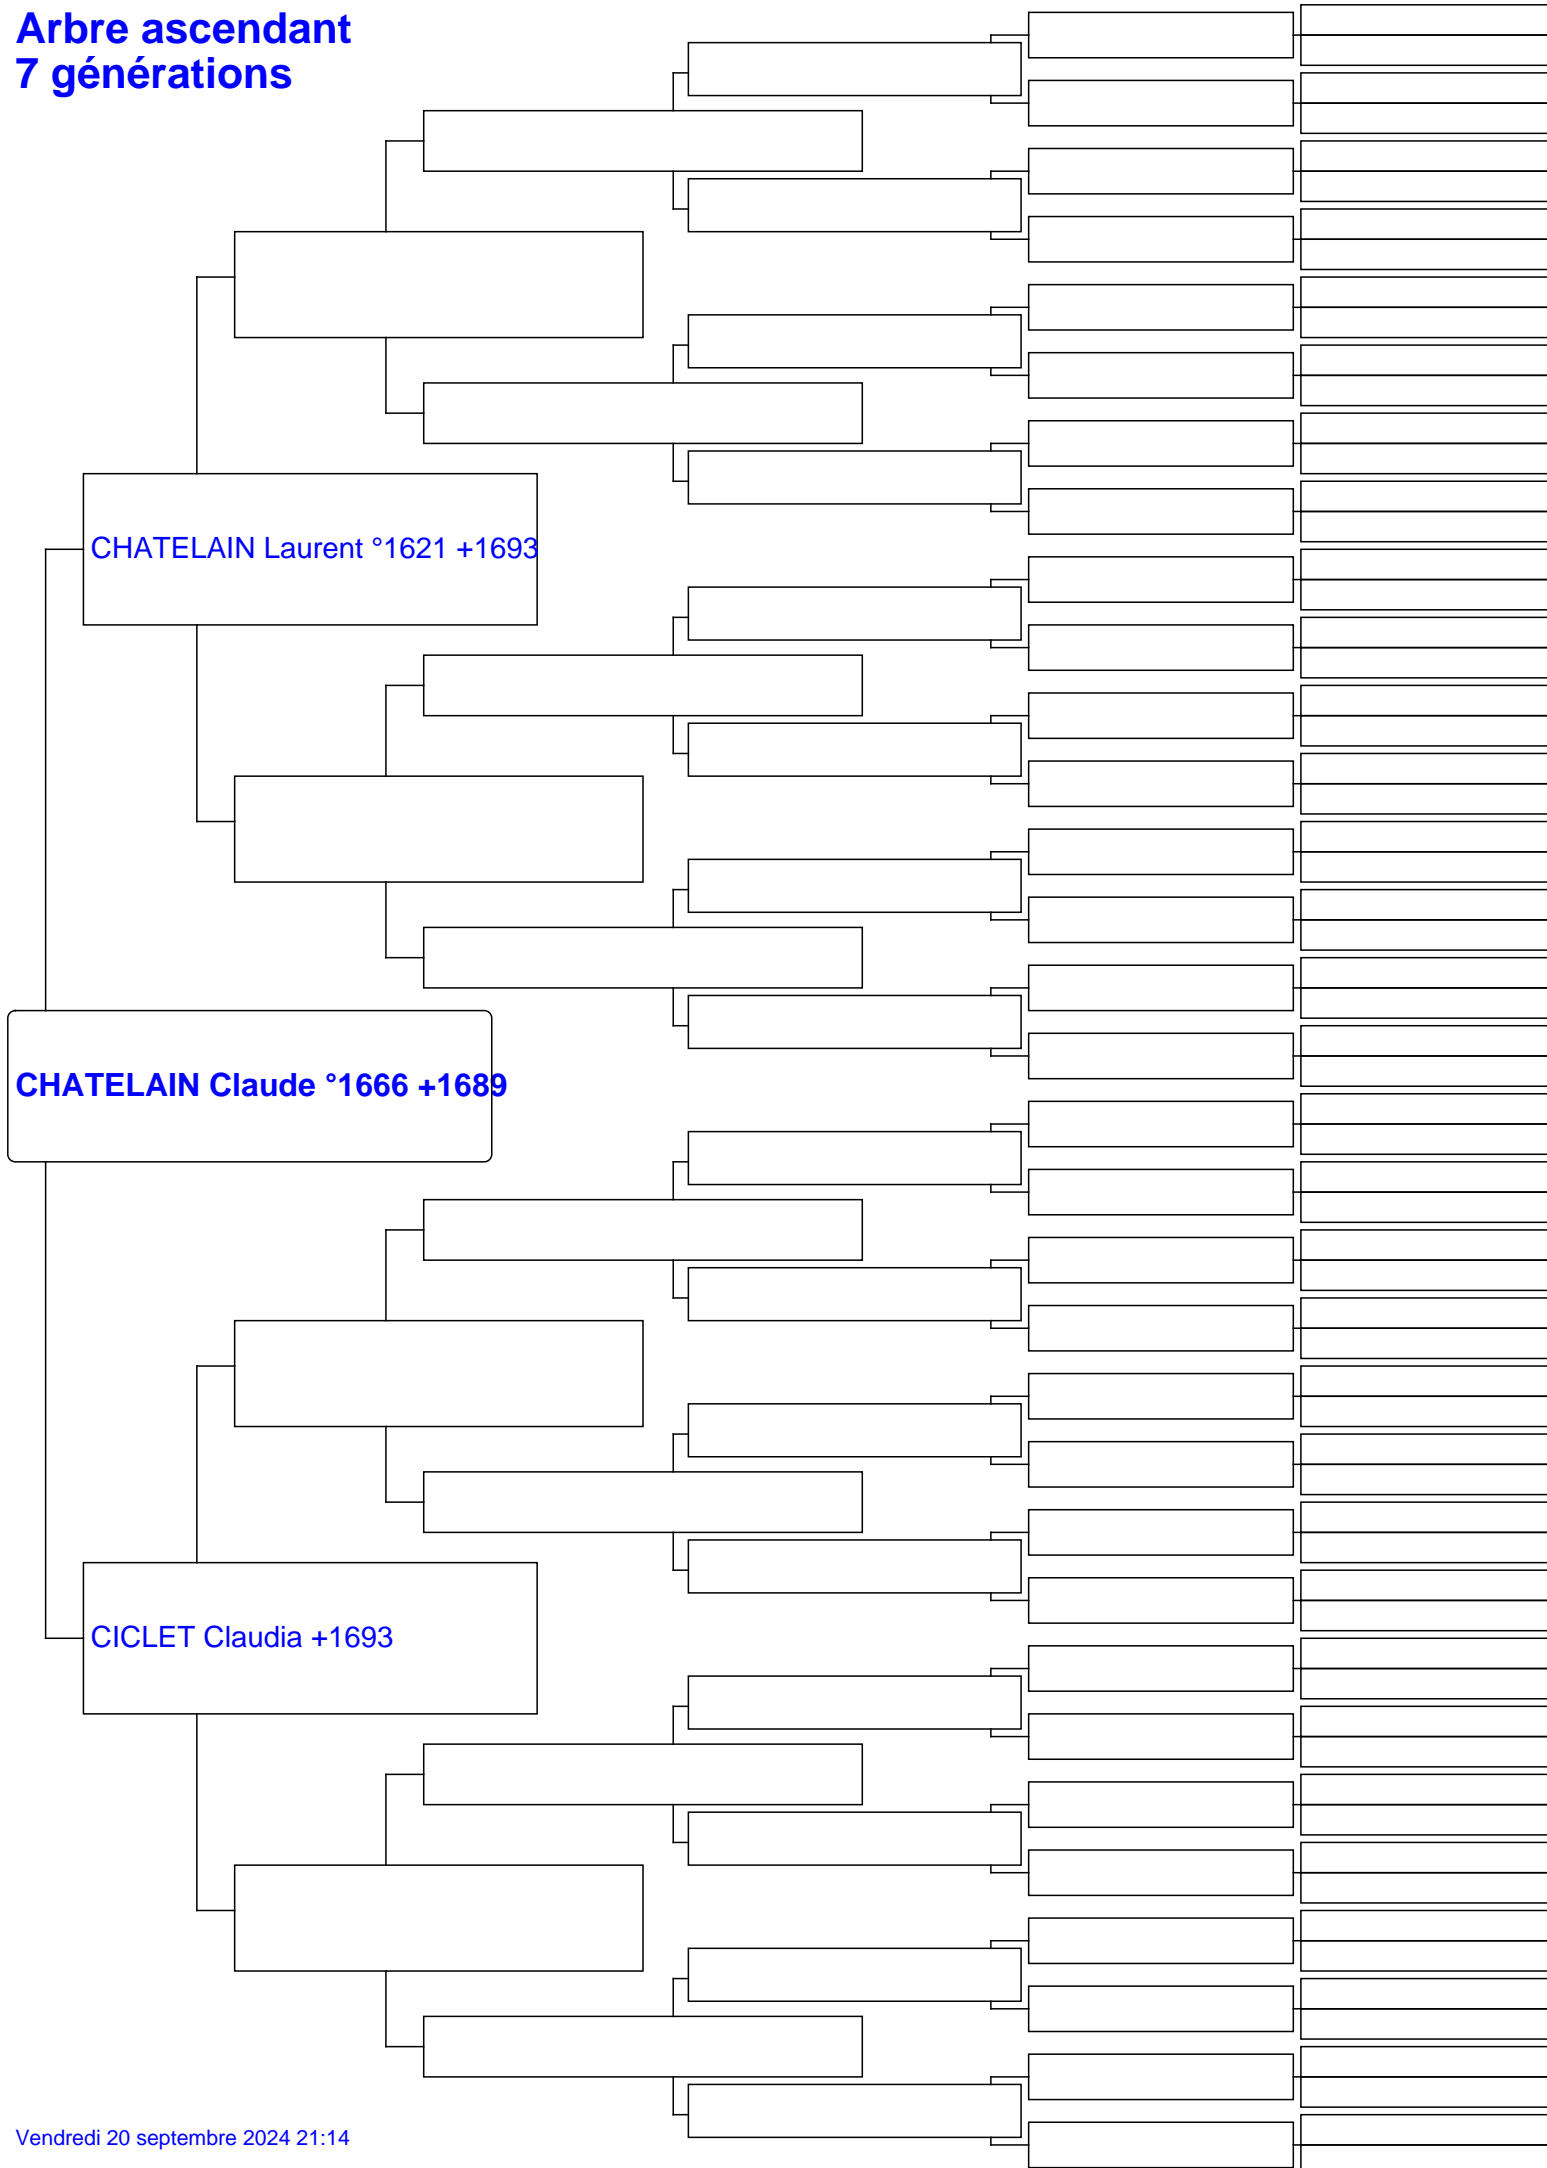 Arbre ascendant
7 générations
CHATELAIN Laurent °1621 +1693
CHATELAIN Claude °1666 +1689
CICLET Claudia +1693
Vendredi 20 septembre 2024 21:14